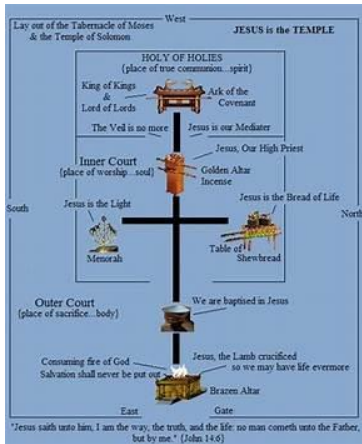 West
Lay out of the Tabernacle of Moses
& the Temple of Solomon
JESUS is the TEMPLE
HOLY OF HOLIES
{place of true communion...spirit}
King of Kings
&
Lord of Lords
Ark of the
Covenant
The Veil is no more
Jesus is our Mediater
Inner Court
{place of worship...soul}
Jesus, Our High Priest
Golden Altar
Incense
Jesus is the Light
Menorah
Jesus is the Bread of Life
Table of
Shewbread
South
North
Outer Court
{place of sacrifice...body}
We are baptised in Jesus
Consuming fire of God
Salvation shall never be put out
Jesus, the Lamb crucified
so we may have life evermore
Brazen Altar
East
Gate
"Jesus saith unto him, I am the way, the truth, and the life: no man cometh unto the Father,
but by me." {John 14:6}